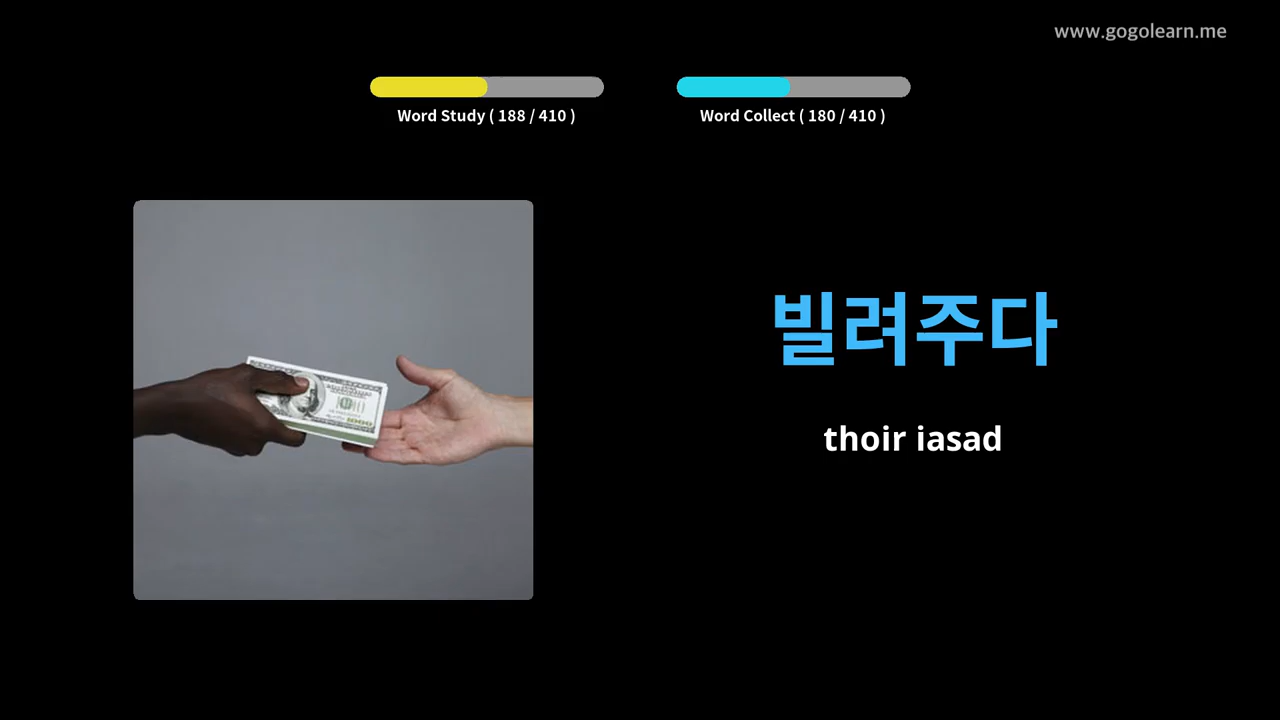 www.gogolearn.me
Word Study ( 188 / 410 )
Word Collect ( 180 / 410 )
빌려주다
thoir iasad